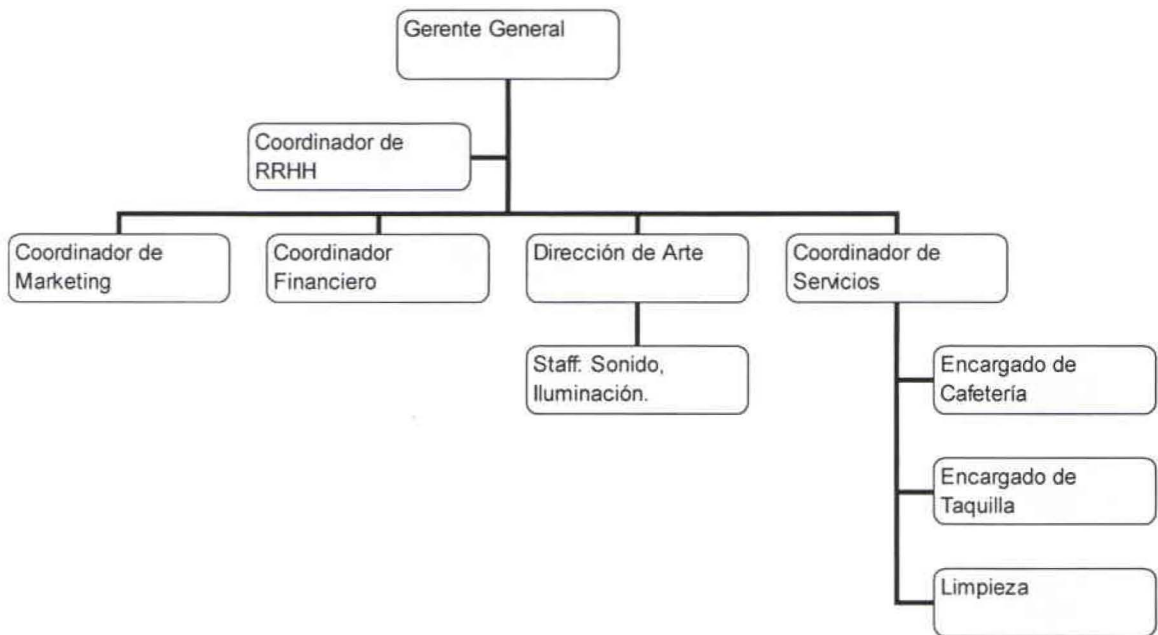 Gerente General
Coordinador de
RRHH
Coordinador de
Marketing
Coordinador
Financiero
Dirección de Arte
Coordinador de
Servicios
Staff: Sonido,
Iluminación.
Encargado de
Cafetería
Encargado de
Taquilla
Limpieza